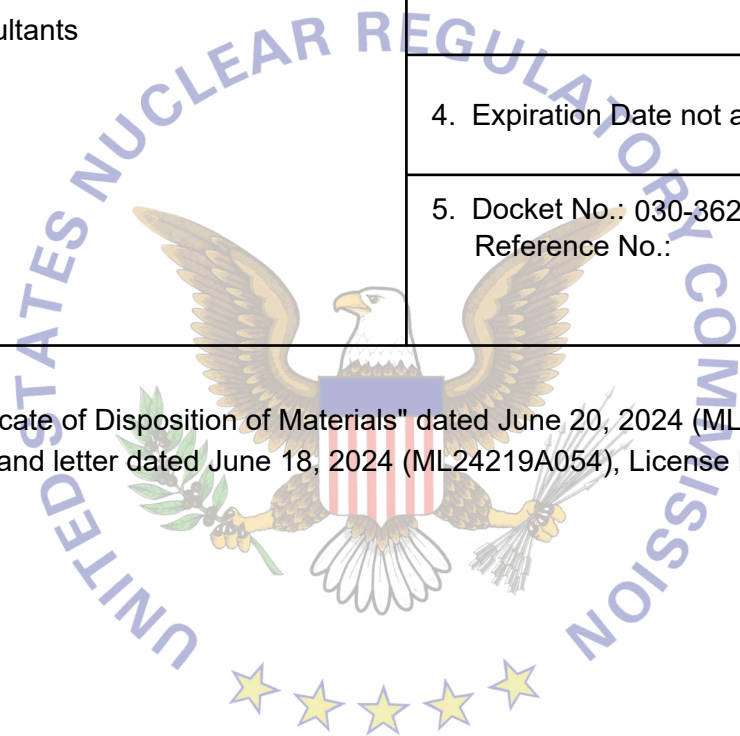 ultants
4. Expiration Date not a
5. Docket No.: 030-362
Reference No.:
cate of Disposition of Materials" dated June 20, 2024 (ML
and letter dated June 18, 2024 (ML24219A054), License
UNITED STATES NUCLEAR REGULATORY COMMISSION